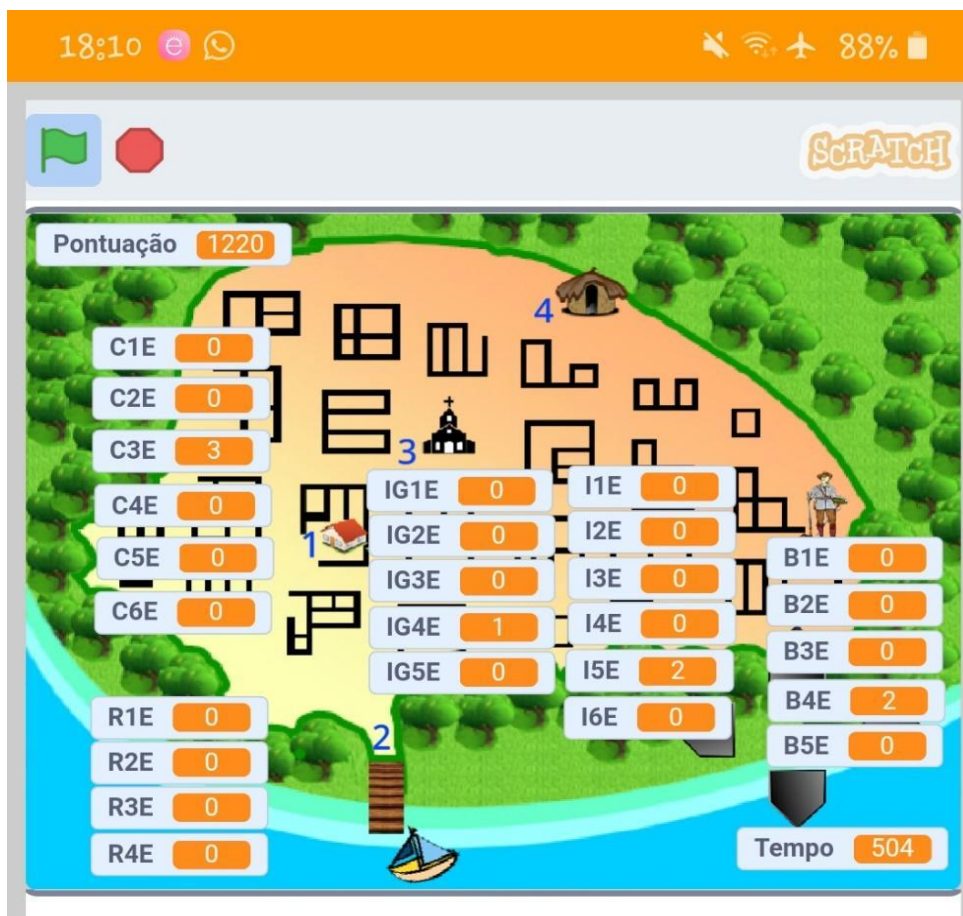 18:10 e 88%
SCRATCH
Pontuação 1220
4
C1E 0
C2E 0
C3E 3
C4E 0
C5E 0
C6E 0
3
1
IG1E 0
IG2E 0
IG3E 0
IG4E 1
IG5E 0
I1E 0
I2E 0
I3E 0
I4E 0
I5E 2
I6E 0
B1E 0
B2E 0
B3E 0
B4E 2
B5E 0
R1E 0
R2E 0
R3E 0
R4E 0
2
Tempo 504